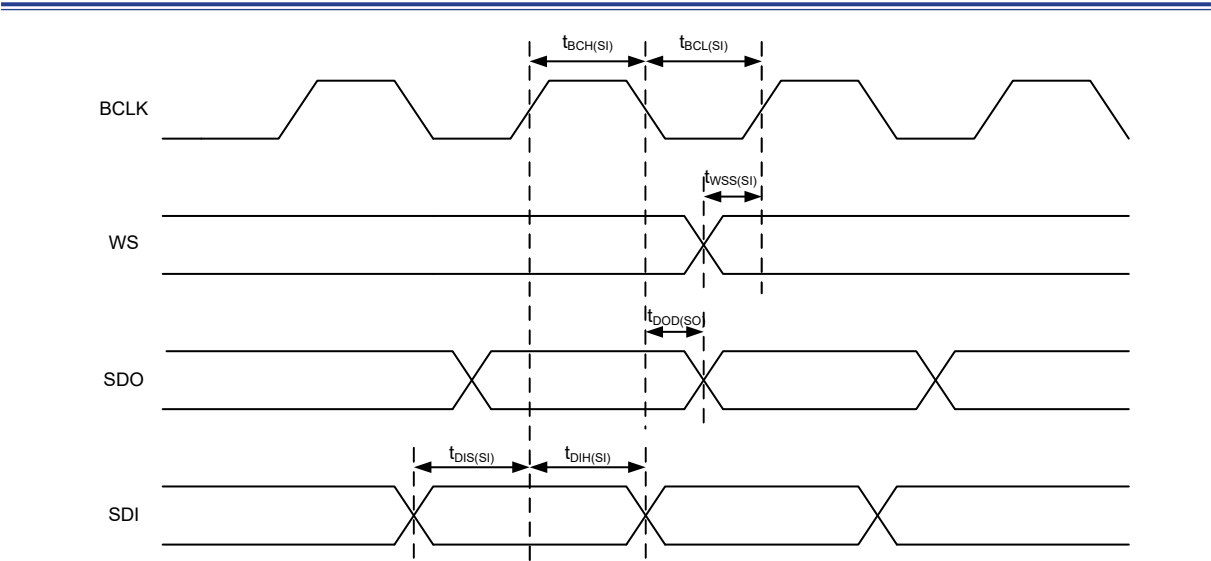 tBCH(SI) tBCL(SI)
BCLK
tWSS(SI)
WS
tDOD(SO)
SDO
tDIS(SI) tDIH(SI)
SDI